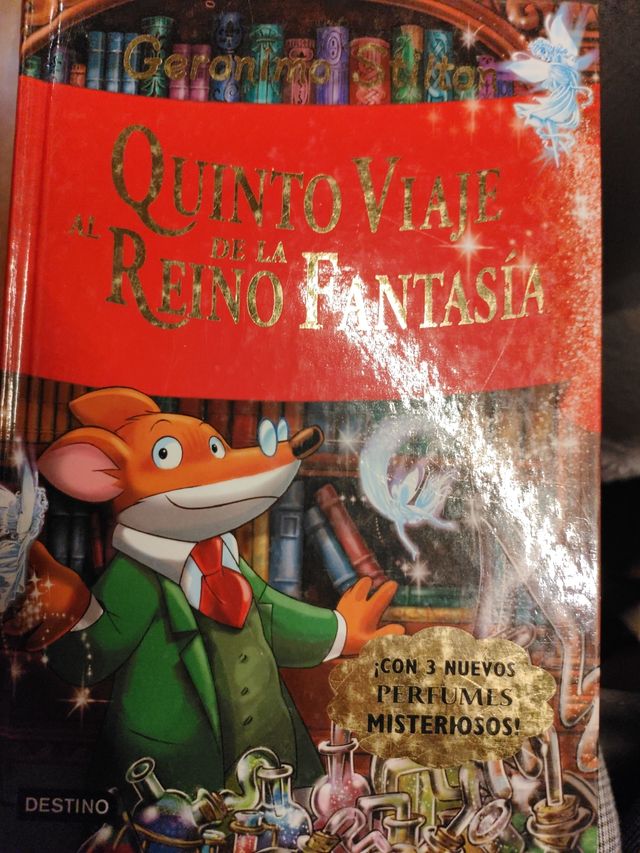 Geronimo Stilton
QUINTO VIAJE
AL REINO DE LA FANTASÍA
¡CON 3 NUEVOS
PERFUMES
MISTERIOSOS!
DESTINO